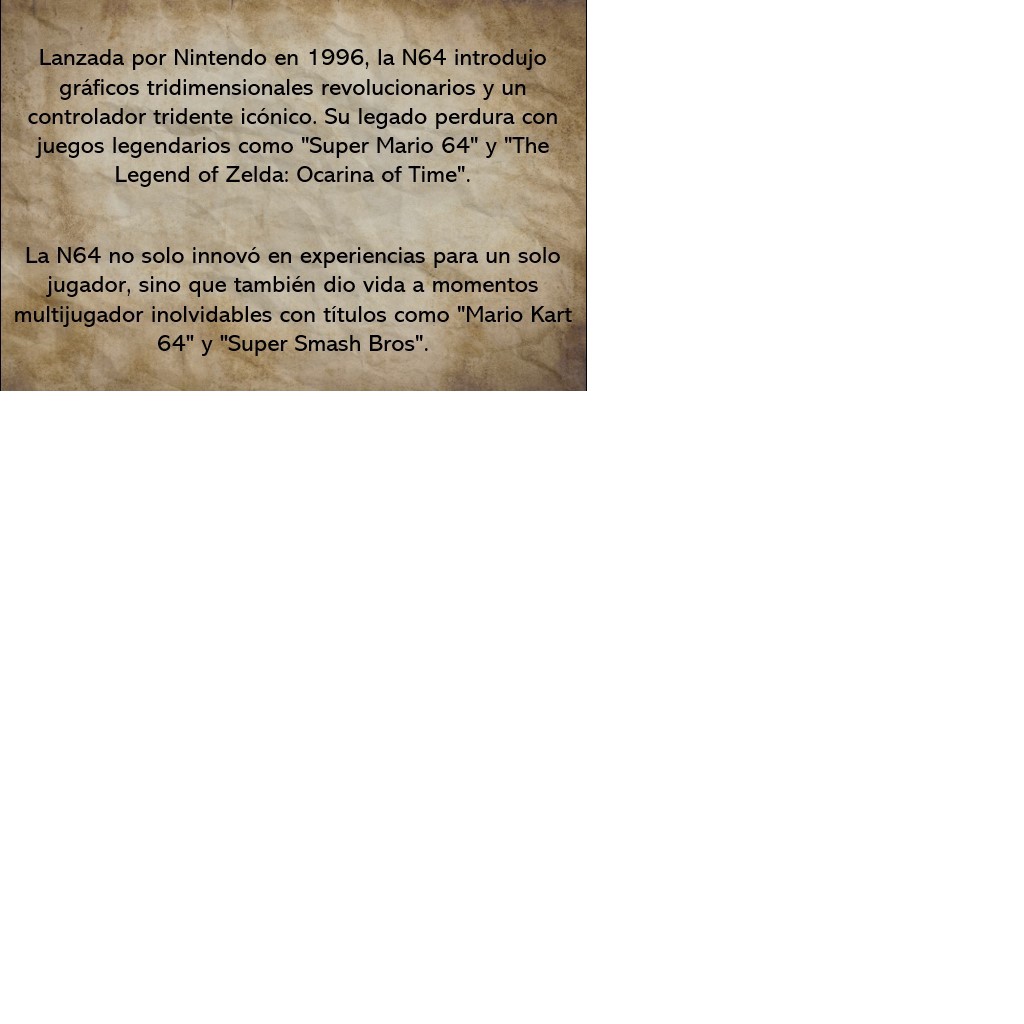 Lanzada por Nintendo en 1996, la N64 introdujo
gráficos tridimensionales revolucionarios y un
controlador tridente icónico. Su legado perdura con
juegos legendarios como "Super Mario 64" y "The
Legend of Zelda: Ocarina of Time".
La N64 no solo innovó en experiencias para un solo
jugador, sino que también dio vida a momentos
multijugador inolvidables con títulos como "Mario Kart
64" y "Super Smash Bros".